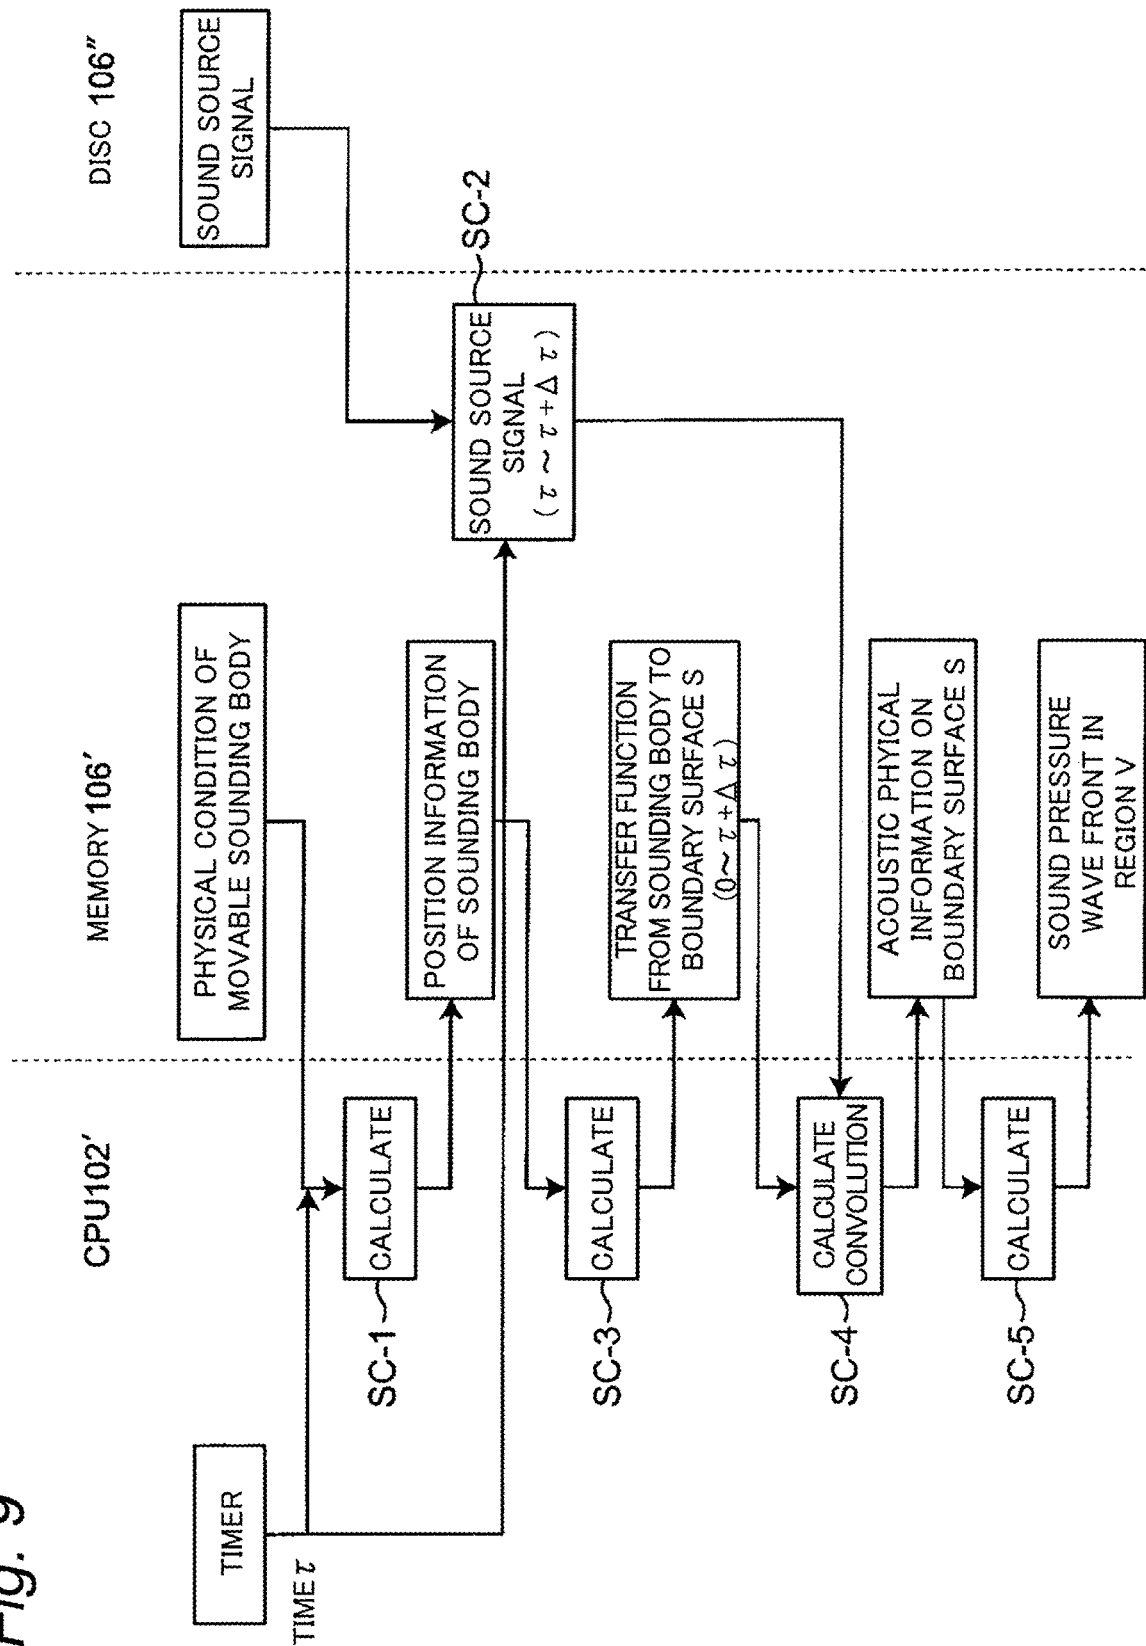 Fig. 9
CPU102′
MEMORY 106′
DISC 106″
TIMER
TIME τ
PHYSICAL CONDITION OF
MOVABLE SOUNDING BODY
SOUND SOURCE
SIGNAL
SC-1
CALCULATE
POSITION INFORMATION
OF SOUNDING BODY
SOUND SOURCE
SIGNAL
(τ~τ+Δτ)
SC-2
SC-3
CALCULATE
TRANSFER FUNCTION
FROM SOUNDING BODY TO
BOUNDARY SURFACE S
(0~τ+Δτ)
SC-4
CALCULATE
CONVOLUTION
ACOUSTIC PHYICAL
INFORMATION ON
BOUNDARY SURFACE S
SC-5
CALCULATE
SOUND PRESSURE
WAVE FRONT IN
REGION V